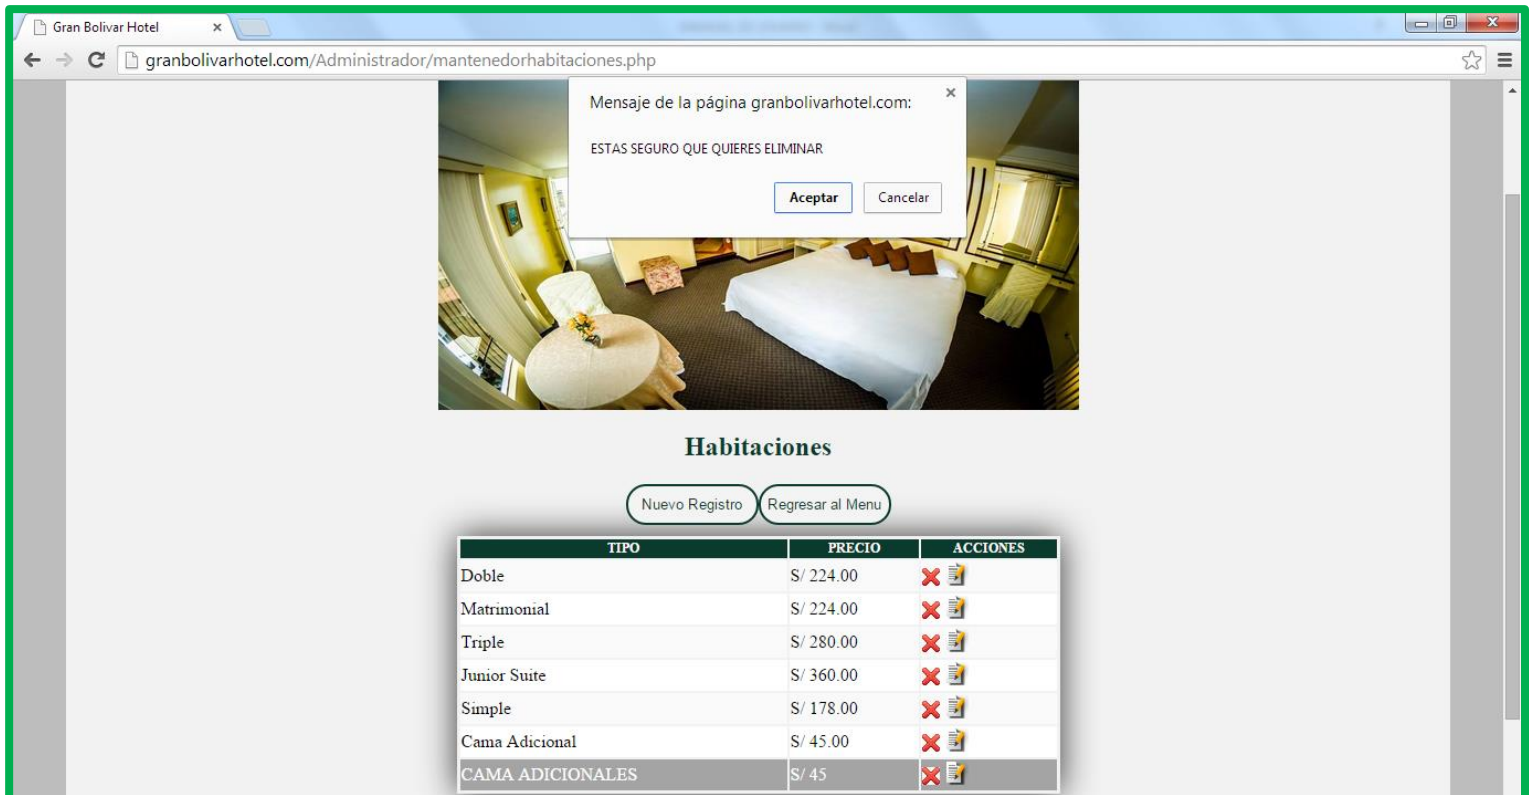 Gran Bolivar Hotel
granbolivarhotel.com/Administrador/mantenedorhabitaciones.php
Mensaje de la página granbolivarhotel.com:
ESTAS SEGURO QUE QUIERES ELIMINAR
Aceptar Cancelar
Habitaciones
Nuevo Registro Regresar al Menu
TIPO PRECIO ACCIONES
Doble S/ 224.00
Matrimonial S/ 224.00
Triple S/ 280.00
Junior Suite S/ 360.00
Simple S/ 178.00
Cama Adicional S/ 45.00
CAMA ADICIONALES S/ 45